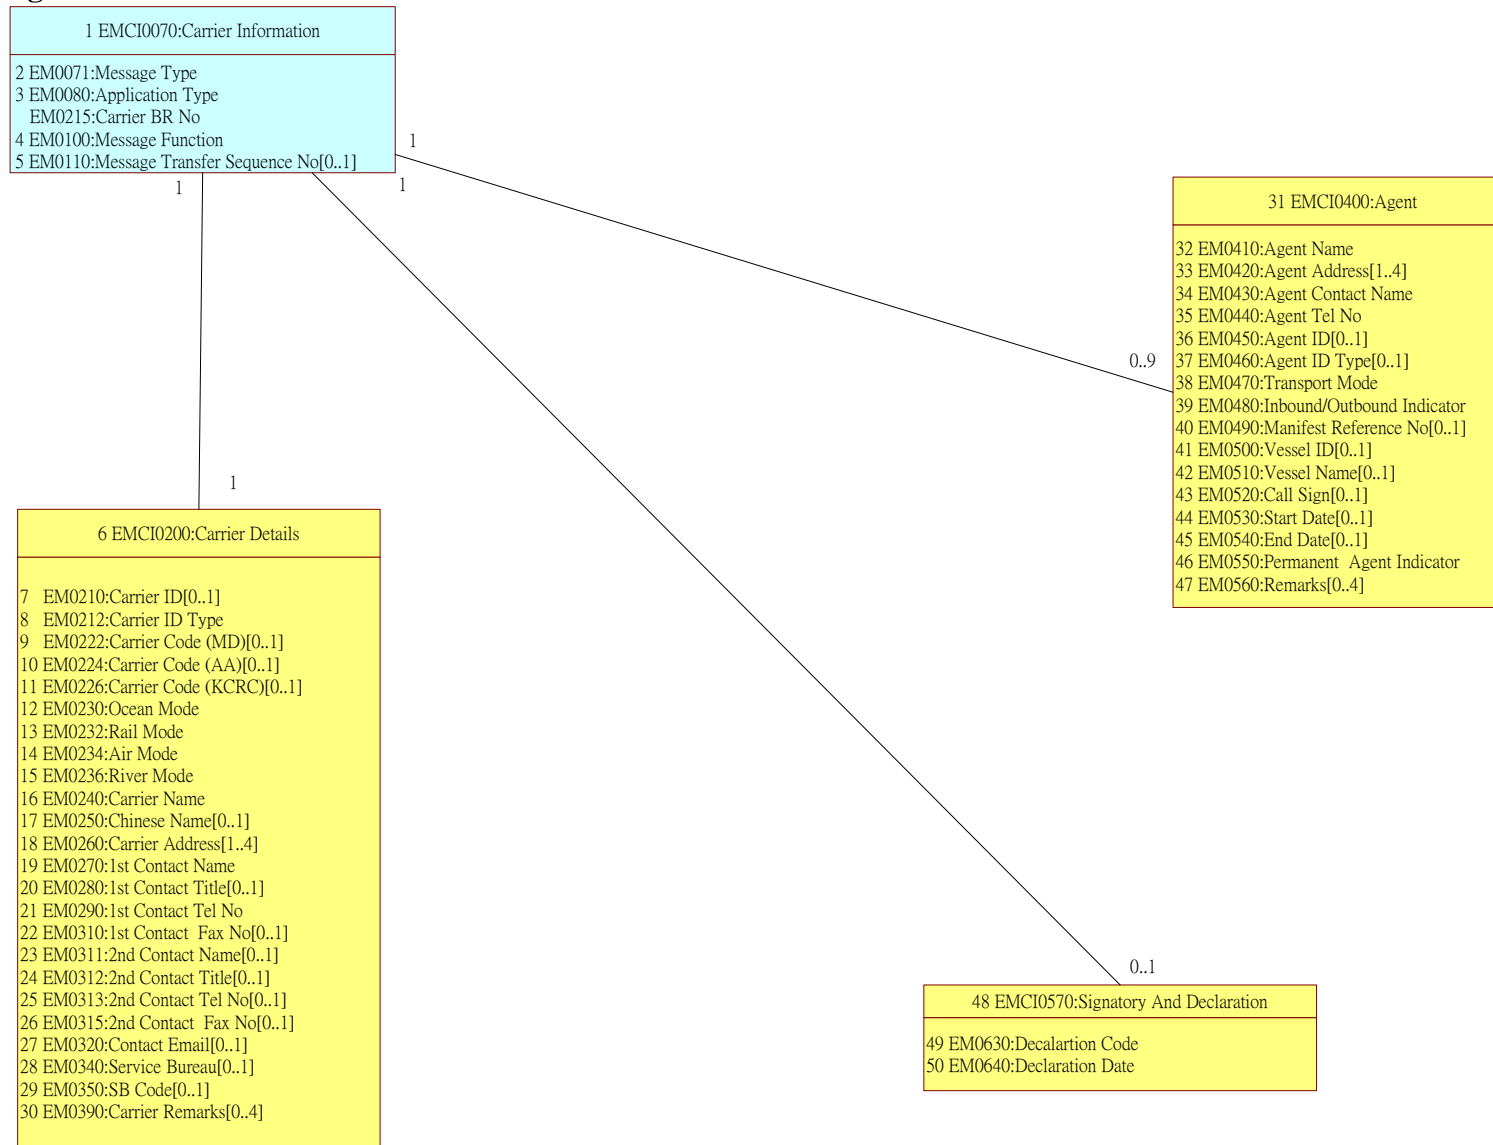 1 EMCI0070:Carrier Information
2 EM0071:Message Type
3 EM0080:Application Type
EM0215:Carrier BR No
4 EM0100:Message Function
5 EM0110:Message Transfer Sequence No[0..1]
1
1
1
31 EMCI0400:Agent
32 EM0410:Agent Name
33 EM0420:Agent Address[1..4]
34 EM0430:Agent Contact Name
35 EM0440:Agent Tel No
36 EM0450:Agent ID[0..1]
37 EM0460:Agent ID Type[0..1]
38 EM0470:Transport Mode
39 EM0480:Inbound/Outbound Indicator
40 EM0490:Manifest Reference No[0..1]
41 EM0500:Vessel ID[0..1]
42 EM0510:Vessel Name[0..1]
43 EM0520:Call Sign[0..1]
44 EM0530:Start Date[0..1]
45 EM0540:End Date[0..1]
46 EM0550:Permanent  Agent Indicator
47 EM0560:Remarks[0..4]
0..9
1
6 EMCI0200:Carrier Details
7 EM0210:Carrier ID[0..1]
8 EM0212:Carrier ID Type
9 EM0222:Carrier Code (MD)[0..1]
10 EM0224:Carrier Code (AA)[0..1]
11 EM0226:Carrier Code (KCRC)[0..1]
12 EM0230:Ocean Mode
13 EM0232:Rail Mode
14 EM0234:Air Mode
15 EM0236:River Mode
16 EM0240:Carrier Name
17 EM0250:Chinese Name[0..1]
18 EM0260:Carrier Address[1..4]
19 EM0270:1st Contact Name
20 EM0280:1st Contact Title[0..1]
21 EM0290:1st Contact Tel No
22 EM0310:1st Contact  Fax No[0..1]
23 EM0311:2nd Contact Name[0..1]
24 EM0312:2nd Contact Title[0..1]
25 EM0313:2nd Contact Tel No[0..1]
26 EM0315:2nd Contact  Fax No[0..1]
27 EM0320:Contact Email[0..1]
28 EM0340:Service Bureau[0..1]
29 EM0350:SB Code[0..1]
30 EM0390:Carrier Remarks[0..4]
0..1
48 EMCI0570:Signatory And Declaration
49 EM0630:Decalartion Code
50 EM0640:Declaration Date